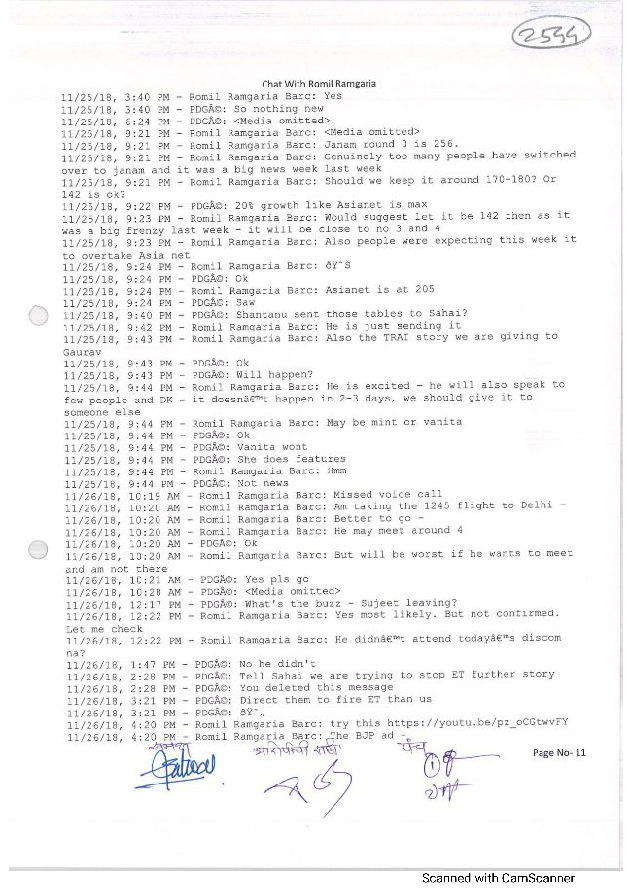 2544
Chat With Romil Ramgaria
11/25/18, 3:40 PM - Romil Ramgaria Barc: Yes
11/25/18, 3:40 PM - PDGÃ©: So nothing new
11/25/18, 6:24 PM - PDGÃ©: <Media omitted>
11/25/18, 9:21 PM - Romil Ramgaria Barc: <Media omitted>
11/25/18, 9:21 PM - Romil Ramgaria Barc: Janam round is 256.
11/25/18, 9:21 PM - Romil Ramgaria Barc: Genuinely too many people have switched
over to janam and it was a big news week last week
11/25/18, 9:21 PM - Romil Ramgaria Barc: Should we keep it around 170-180? Or
142 is ok?
11/25/18, 9:22 PM - PDGÃ©: 20% growth like Asianet is max
11/25/18, 9:23 PM - Romil Ramgaria Barc: Would suggest let it be 142 then as it
was a big frenzy last week - it will be close to no 3 and 4
11/25/18, 9:23 PM - Romil Ramgaria Barc: Also people were expecting this week it
to overtake Asia net
11/25/18, 9:24 PM - Romil Ramgaria Barc: ðŸ˜Š
11/25/18, 9:24 PM - PDGÃ©: Ok
11/25/18, 9:24 PM - Romil Ramgaria Barc: Asianet is at 205
11/25/18, 9:24 PM - PDGÃ©: Saw
11/25/18, 9:40 PM - PDGÃ©: Shantanu sent those tables to Sahai?
11/25/18, 9:42 PM - Romil Ramgaria Barc: He is just sending it
11/25/18, 9:43 PM - Romil Ramgaria Barc: Also the TRAI story we are giving to
Gaurav
11/25/18, 9:43 PM - PDGÃ©: Ok
11/25/18, 9:43 PM - PDGÃ©: Will happen?
11/25/18, 9:44 PM - Romil Ramgaria Barc: He is excited - he will also speak to
few people and DK - it doesnâ€™t happen in 2-3 days, we should give it to
someone else
11/25/18, 9:44 PM - Romil Ramgaria Barc: May be mint or vanita
11/25/18, 9:44 PM - PDGÃ©: Ok
11/25/18, 9:44 PM - PDGÃ©: Vanita wont
11/25/18, 9:44 PM - PDGÃ©: She does features
11/25/18, 9:44 PM - Romil Ramgaria Barc: Hmm
11/25/18, 9:44 PM - PDGÃ©: Not news
11/26/18, 10:19 AM - Romil Ramgaria Barc: Missed voice call
11/26/18, 10:20 AM - Romil Ramgaria Barc: Am taking the 1245 flight to Delhi -
11/26/18, 10:20 AM - Romil Ramgaria Barc: Better to go -
11/26/18, 10:20 AM - Romil Ramgaria Barc: He may meet around 4
11/26/18, 10:20 AM - PDGÃ©: Ok
11/26/18, 10:20 AM - Romil Ramgaria Barc: But will be worst if he wants to meet
and am not there
11/26/18, 10:21 AM - PDGÃ©: Yes pls go
11/26/18, 10:28 AM - PDGÃ©: <Media omitted>
11/26/18, 12:17 PM - PDGÃ©: What's the buzz - Sujeet leaving?
11/26/18, 12:22 PM - Romil Ramgaria Barc: Yes most likely. But not confirmed.
Let me check
11/26/18, 12:22 PM - Romil Ramgaria Barc: He didnâ€™t attend todayâ€™s discom
na?
11/26/18, 1:47 PM - PDGÃ©: No he didn't
11/26/18, 2:28 PM - PDGÃ©: Tell Sahai we are trying to stop ET further story
11/26/18, 2:28 PM - PDGÃ©: You deleted this message
11/26/18, 3:21 PM - PDGÃ©: Direct them to fire ET than us
11/26/18, 3:21 PM - PDGÃ©: ðŸ˜„
11/26/18, 4:20 PM - Romil Ramgaria Barc: try this https://youtu.be/pz_oCGtwvFY
11/26/18, 4:20 PM - Romil Ramgaria Barc: The BJP ad -
समक्ष आरोपीची सही पंच
1
Page No- 11
Scanned with CamScanner